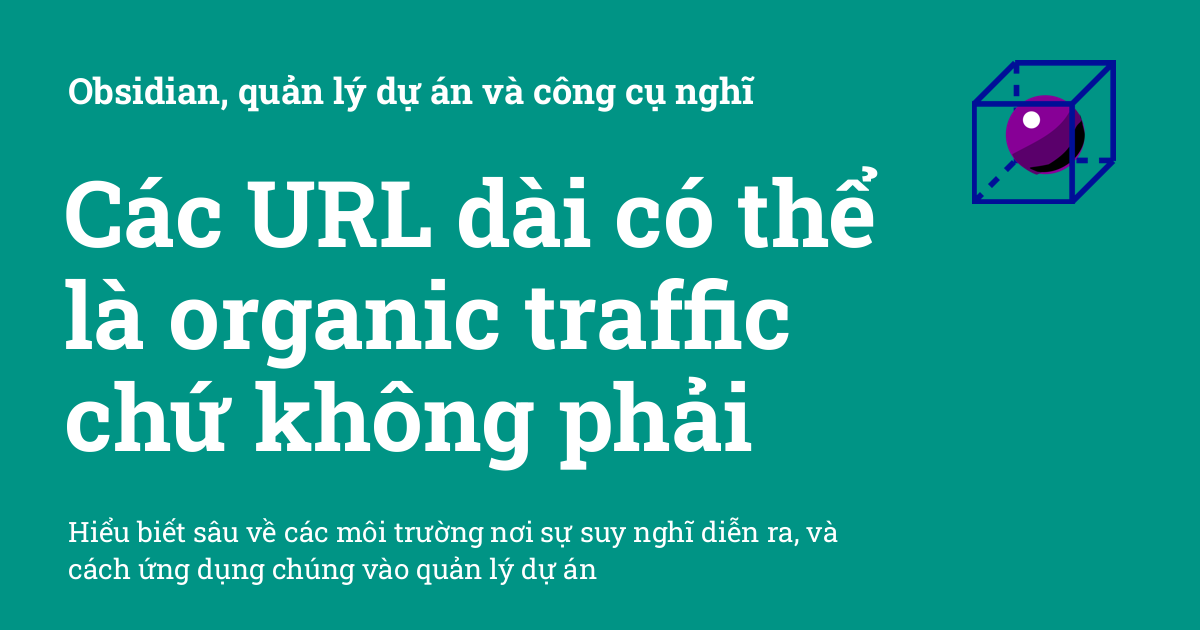 Obsidian, quản lý dự án và công cụ nghĩ
Các URL dài có thể
là organic traffic
chứ không phải
Hiểu biết sâu về các môi trường nơi sự suy nghĩ diễn ra, và
cách ứng dụng chúng vào quản lý dự án